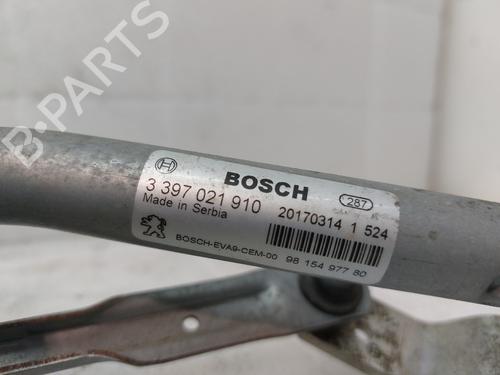 B-PARTS
BOSCH
287
3 397 021 910
Made in Serbia
20170314 1 524
BOSCH-EVA9-CEM-00
98 154 977 80